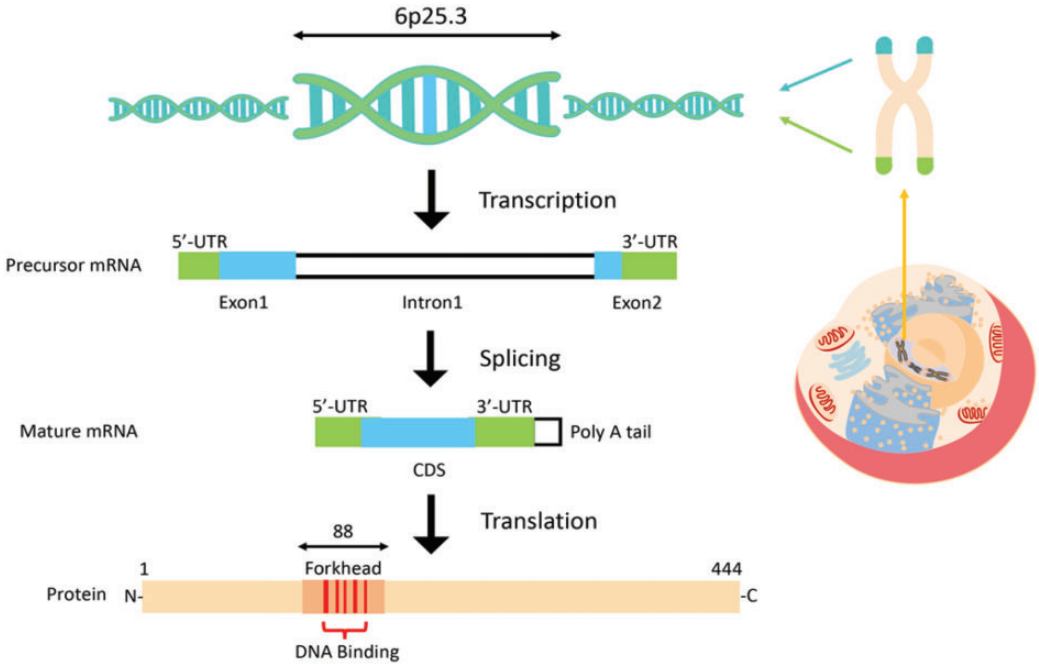 6p25.3
Transcription
5’-UTR
3’-UTR
Precursor mRNA
Exon1
Intron1
Exon2
Splicing
5’-UTR
3’-UTR
Mature mRNA
Poly A tail
CDS
Translation
88
1
Forkhead
444
Protein
N-
-C
DNA Binding